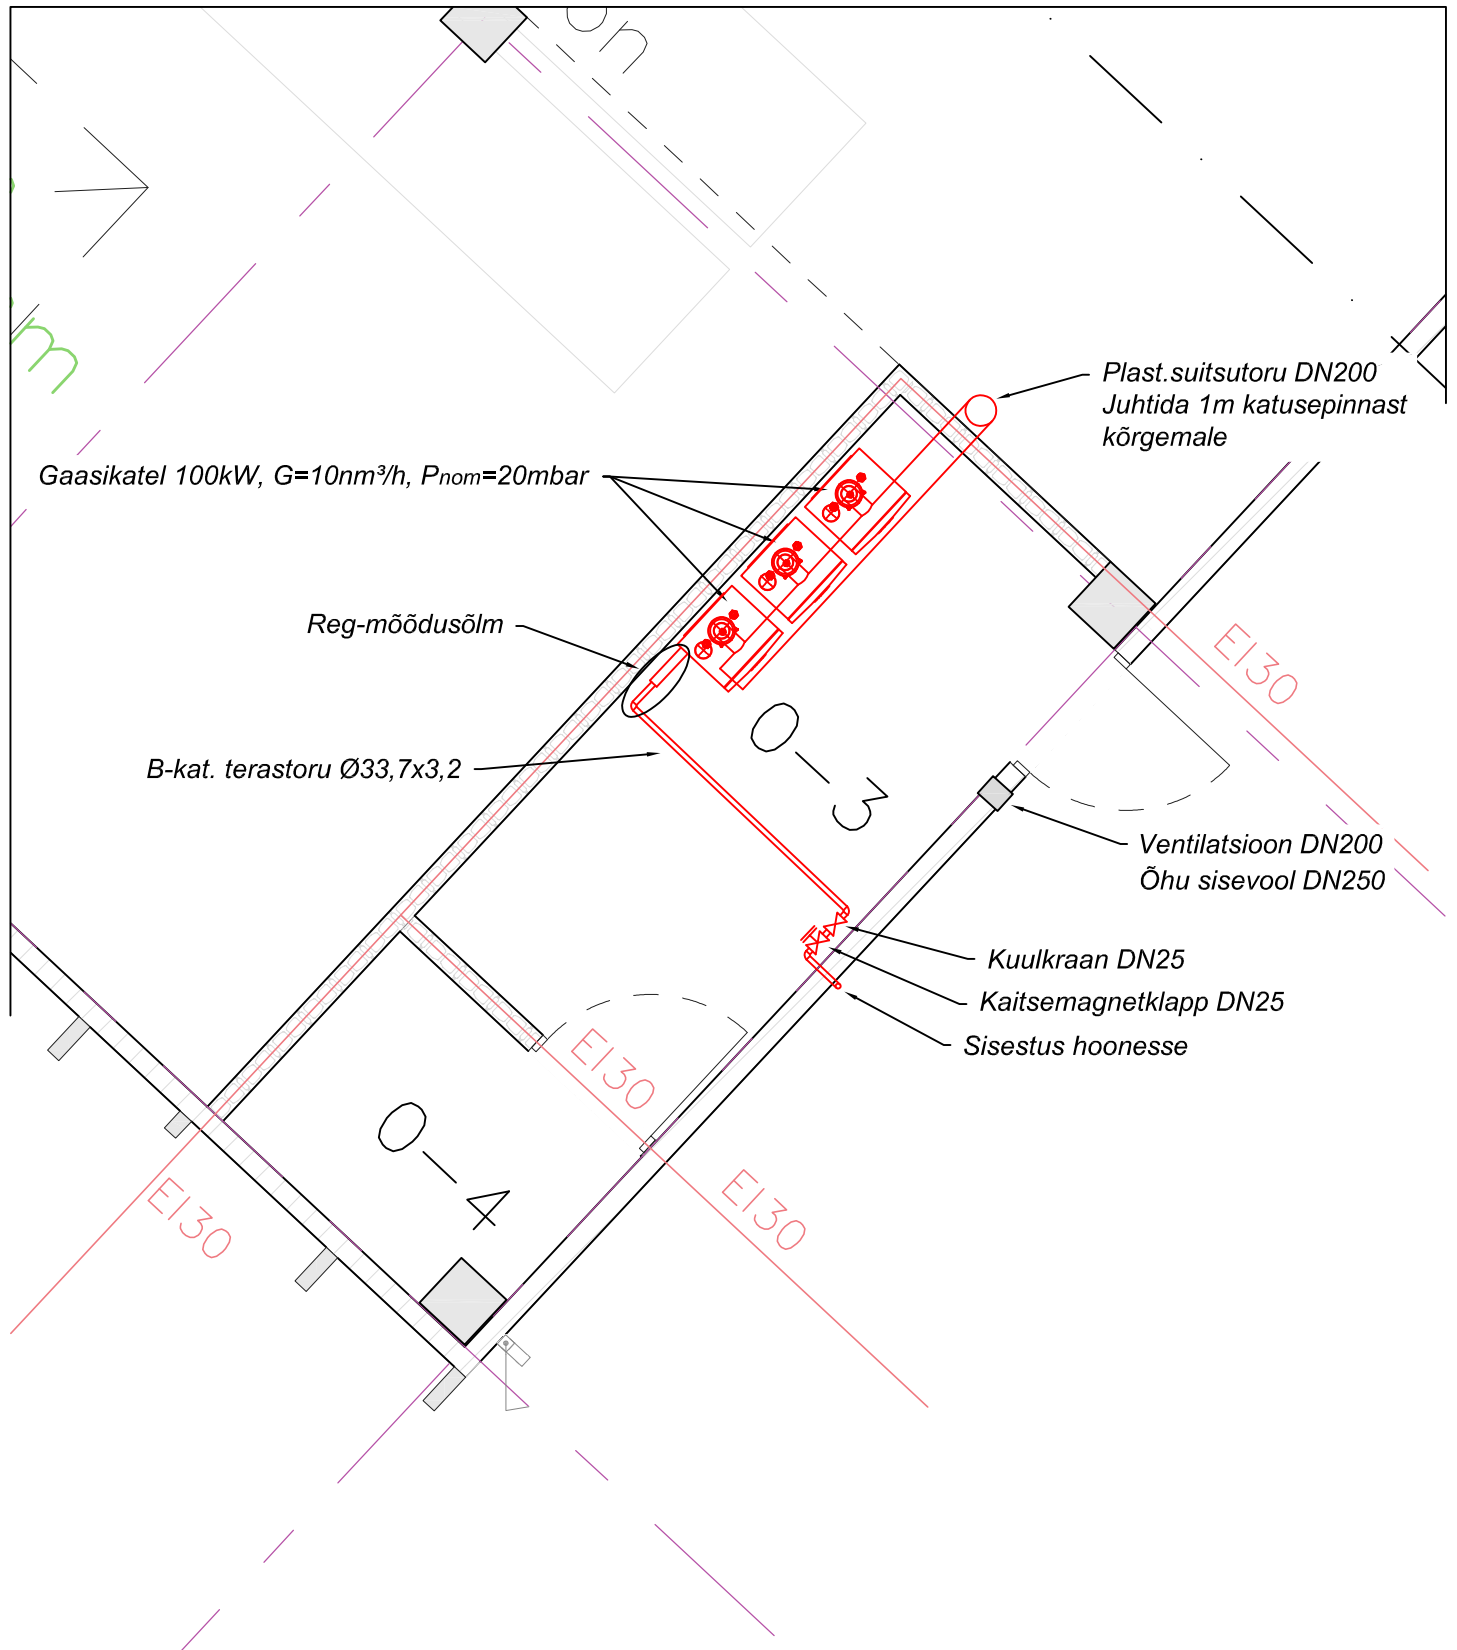 m
Plast.suitsutoru DN200
Juhtida 1m katusepinnast
kõrgemale
Gaasikatel 100kW, G=10nm³/h, Pnom=20mbar
Reg-mõõdusõlm
EI30
B-kat. terastoru Ø33,7x3,2
0-3
Ventilatsioon DN200
Õhu sisevool DN250
Kuulkraan DN25
Kaitsemagnetklapp DN25
Sisestus hoonesse
EI30
0-4
EI30
EI30